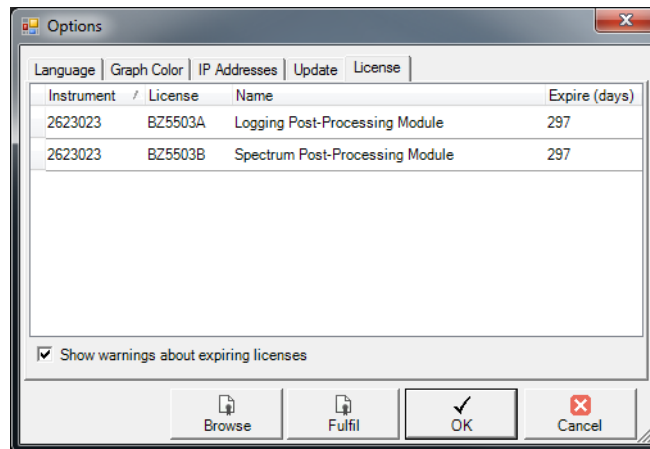 Options
Language Graph Color IP Addresses Update License
Instrument / License Name Expire (days)
2623023 BZ5503A Logging Post-Processing Module 297
2623023 BZ5503B Spectrum Post-Processing Module 297
Show warnings about expiring licenses
Browse Fulfil OK Cancel